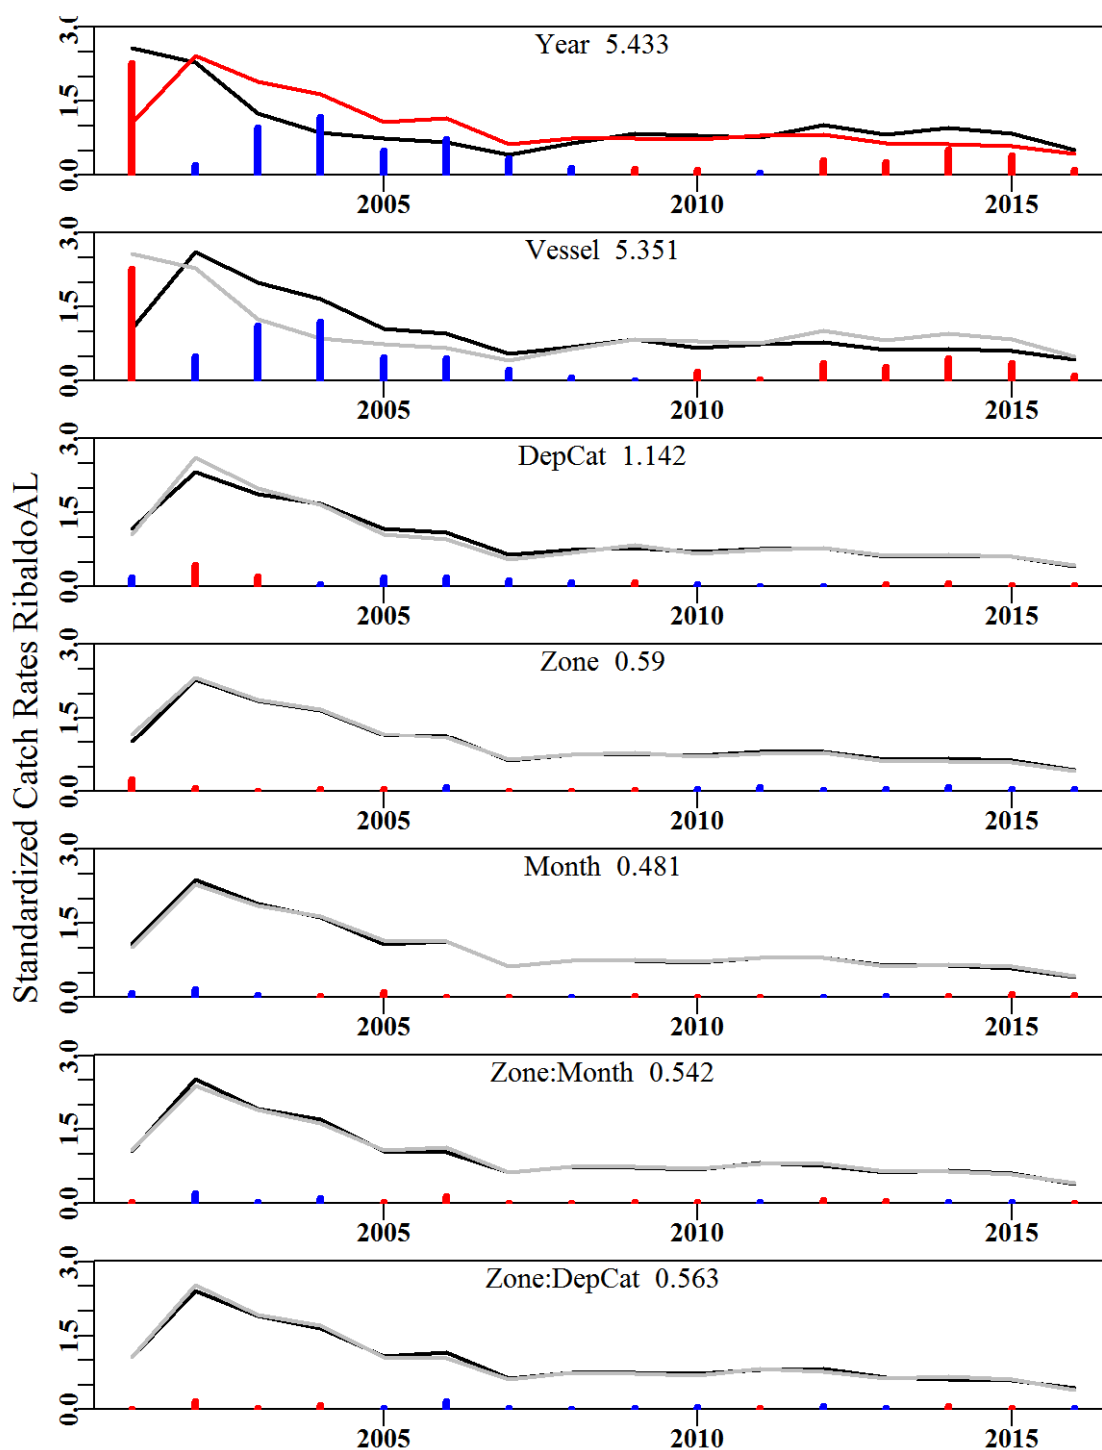 Standardized Catch Rates RibaldoAL
Year 5.433
3.0
1.5
0.0
2005 2010 2015
Vessel 5.351
3.0
1.5
0.0
2005 2010 2015
DepCat 1.142
3.0
1.5
0.0
2005 2010 2015
Zone 0.59
3.0
1.5
0.0
2005 2010 2015
Month 0.481
3.0
1.5
0.0
2005 2010 2015
Zone:Month 0.542
3.0
1.5
0.0
2005 2010 2015
Zone:DepCat 0.563
3.0
1.5
0.0
2005 2010 2015